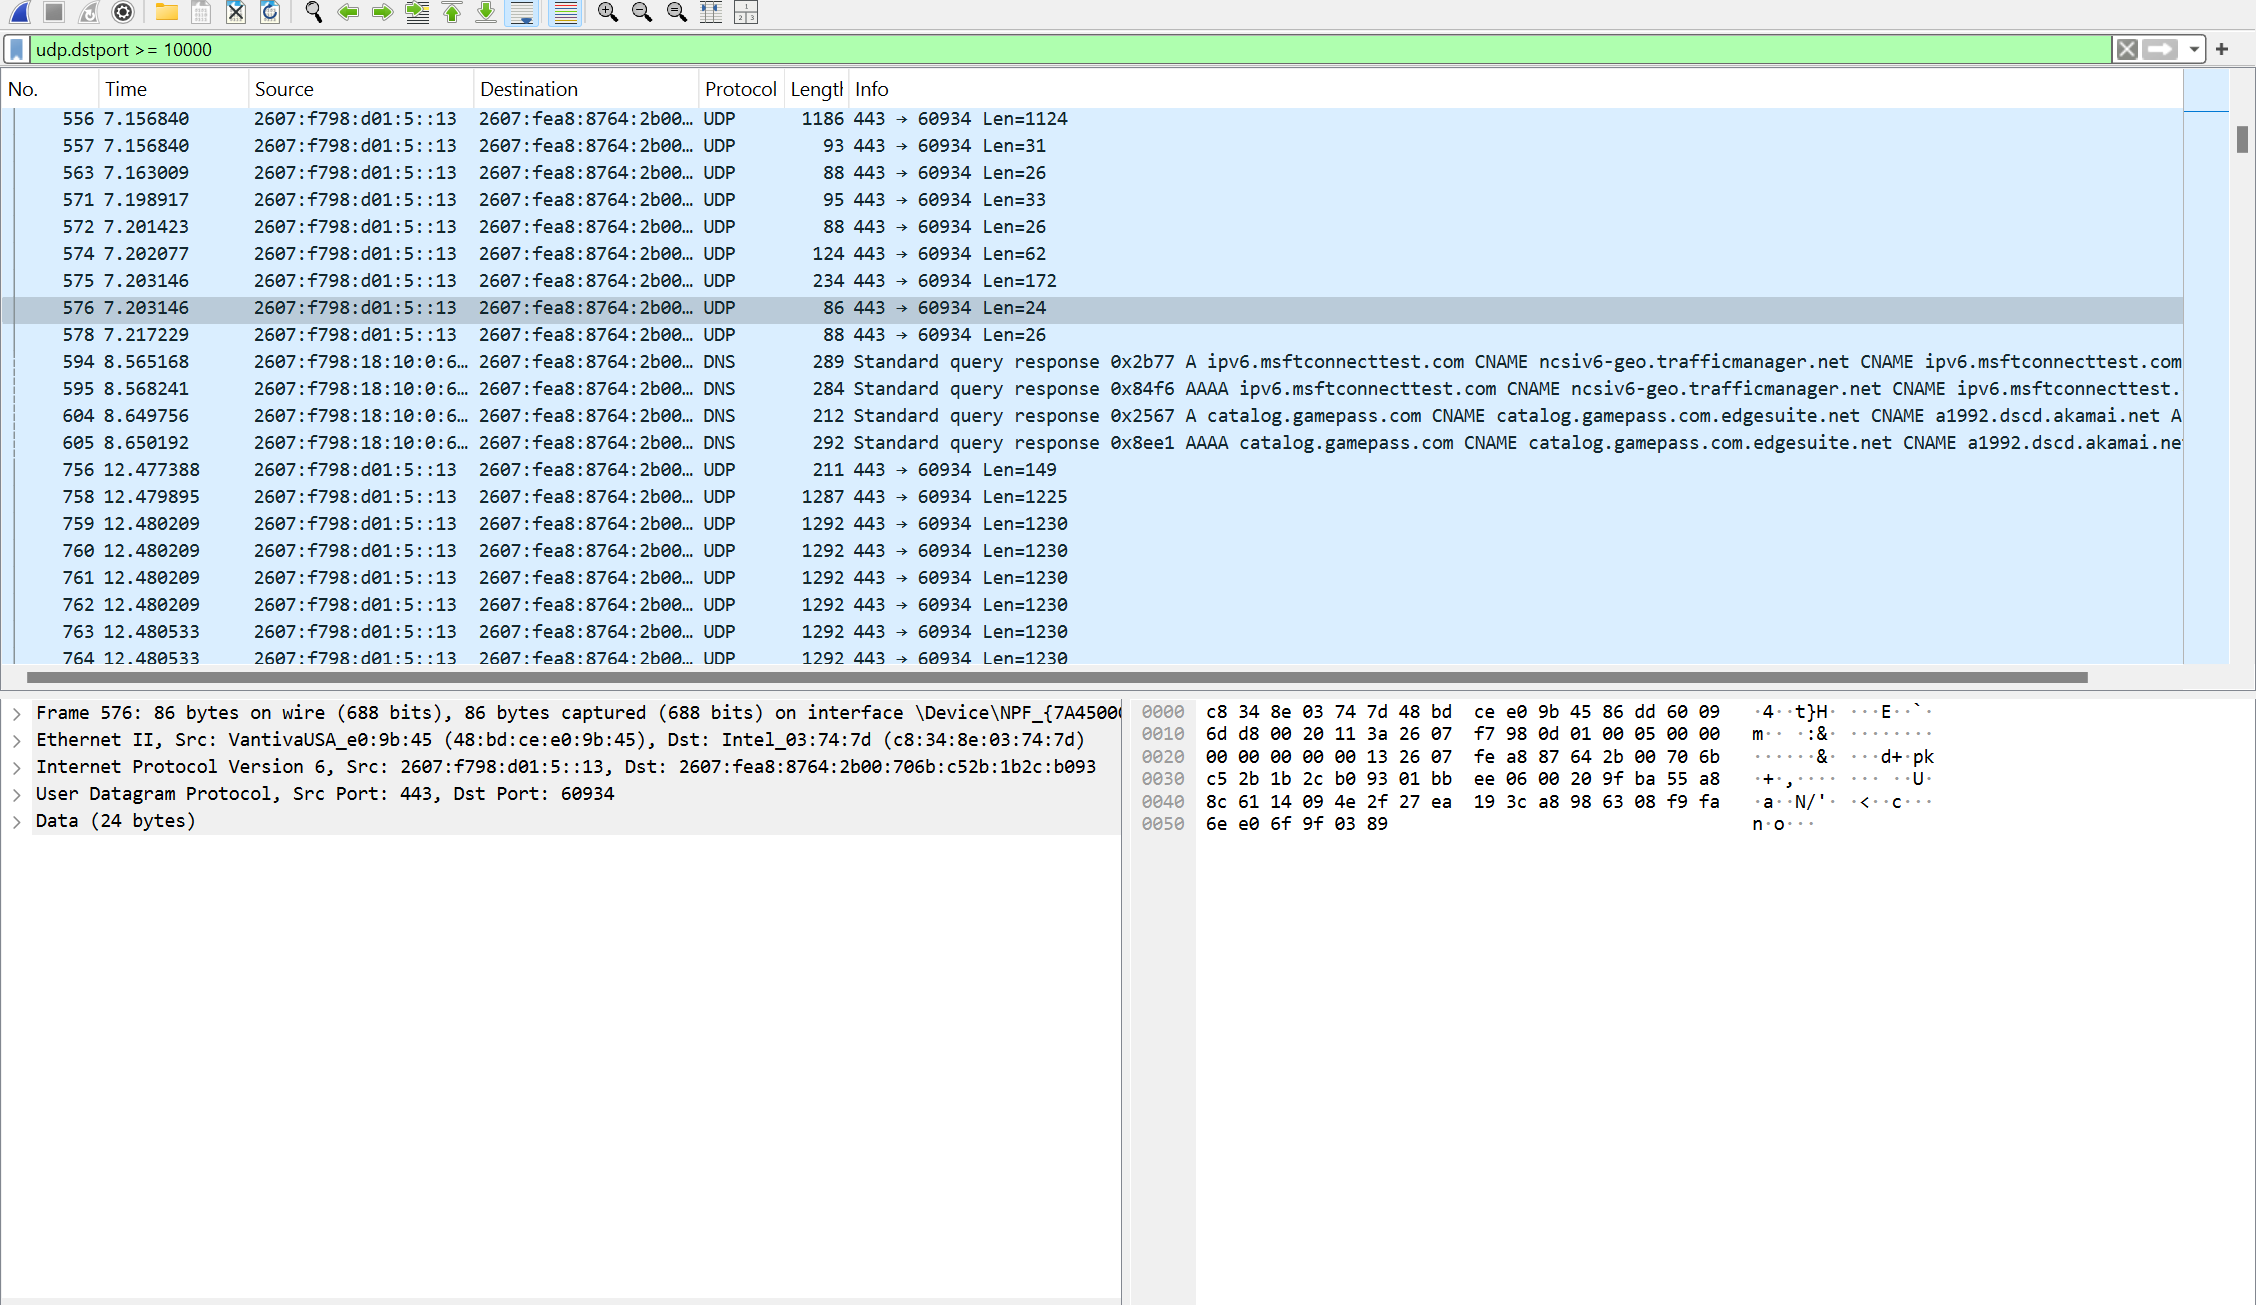 udp.dstport >= 10000
No. Time Source Destination Protocol Lengtl Info
556 7.156840 2607:f798:d01:5::13 2607:fea8:8764:2b00… UDP 1186 443 → 60934 Len=1124
557 7.156840 2607:f798:d01:5::13 2607:fea8:8764:2b00… UDP 93 443 → 60934 Len=31
563 7.163009 2607:f798:d01:5::13 2607:fea8:8764:2b00… UDP 88 443 → 60934 Len=26
571 7.198917 2607:f798:d01:5::13 2607:fea8:8764:2b00… UDP 95 443 → 60934 Len=33
572 7.201423 2607:f798:d01:5::13 2607:fea8:8764:2b00… UDP 88 443 → 60934 Len=26
574 7.202077 2607:f798:d01:5::13 2607:fea8:8764:2b00… UDP 124 443 → 60934 Len=62
575 7.203146 2607:f798:d01:5::13 2607:fea8:8764:2b00… UDP 234 443 → 60934 Len=172
576 7.203146 2607:f798:d01:5::13 2607:fea8:8764:2b00… UDP 86 443 → 60934 Len=24
578 7.217229 2607:f798:d01:5::13 2607:fea8:8764:2b00… UDP 88 443 → 60934 Len=26
594 8.565168 2607:f798:18:10:0:6… 2607:fea8:8764:2b00… DNS 289 Standard query response 0x2b77 A ipv6.msftconnecttest.com CNAME ncsiv6-geo.trafficmanager.net CNAME ipv6.msftconnecttest.com
595 8.568241 2607:f798:18:10:0:6… 2607:fea8:8764:2b00… DNS 284 Standard query response 0x84f6 AAAA ipv6.msftconnecttest.com CNAME ncsiv6-geo.trafficmanager.net CNAME ipv6.msftconnecttest.
604 8.649756 2607:f798:18:10:0:6… 2607:fea8:8764:2b00… DNS 212 Standard query response 0x2567 A catalog.gamepass.com CNAME catalog.gamepass.com.edgesuite.net CNAME a1992.dscd.akamai.net A
605 8.650192 2607:f798:18:10:0:6… 2607:fea8:8764:2b00… DNS 292 Standard query response 0x8ee1 AAAA catalog.gamepass.com CNAME catalog.gamepass.com.edgesuite.net CNAME a1992.dscd.akamai.ne
756 12.477388 2607:f798:d01:5::13 2607:fea8:8764:2b00… UDP 211 443 → 60934 Len=149
758 12.479895 2607:f798:d01:5::13 2607:fea8:8764:2b00… UDP 1287 443 → 60934 Len=1225
759 12.480209 2607:f798:d01:5::13 2607:fea8:8764:2b00… UDP 1292 443 → 60934 Len=1230
760 12.480209 2607:f798:d01:5::13 2607:fea8:8764:2b00… UDP 1292 443 → 60934 Len=1230
761 12.480209 2607:f798:d01:5::13 2607:fea8:8764:2b00… UDP 1292 443 → 60934 Len=1230
762 12.480209 2607:f798:d01:5::13 2607:fea8:8764:2b00… UDP 1292 443 → 60934 Len=1230
763 12.480533 2607:f798:d01:5::13 2607:fea8:8764:2b00… UDP 1292 443 → 60934 Len=1230
764 12.480533 2607:f798:d01:5::13 2607:fea8:8764:2b00… UDP 1292 443 → 60934 Len=1230
Frame 576: 86 bytes on wire (688 bits), 86 bytes captured (688 bits) on interface \Device\NPF_{7A4500
Ethernet II, Src: VantivaUSA_e0:9b:45 (48:bd:ce:e0:9b:45), Dst: Intel_03:74:7d (c8:34:8e:03:74:7d)
Internet Protocol Version 6, Src: 2607:f798:d01:5::13, Dst: 2607:fea8:8764:2b00:706b:c52b:1b2c:b093
User Datagram Protocol, Src Port: 443, Dst Port: 60934
Data (24 bytes)
0000 c8 34 8e 03 74 7d 48 bd ce e0 9b 45 86 dd 60 09 ·4··t}H· ···E··`·
0010 6d d8 00 20 11 3a 26 07 f7 98 0d 01 00 05 00 00 m·· ·:&· ········
0020 00 00 00 00 00 13 26 07 fe a8 87 64 2b 00 70 6b ······&· ···d+·pk
0030 c5 2b 1b 2c b0 93 01 bb ee 06 00 20 9f ba 55 a8 ·+·,···· ··· ··U·
0040 8c 61 14 09 4e 2f 27 ea 19 3c a8 98 63 08 f9 fa ·a··N/'· ·<··c···
0050 6e e0 6f 9f 03 89 n·o···